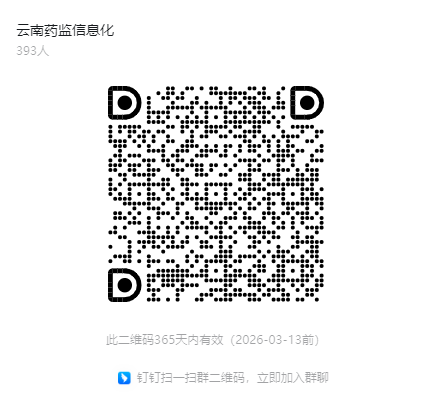 云南药监信息化
393人
此二维码365天内有效（2026-03-13前）
钉钉扫一扫群二维码，立即加入群聊